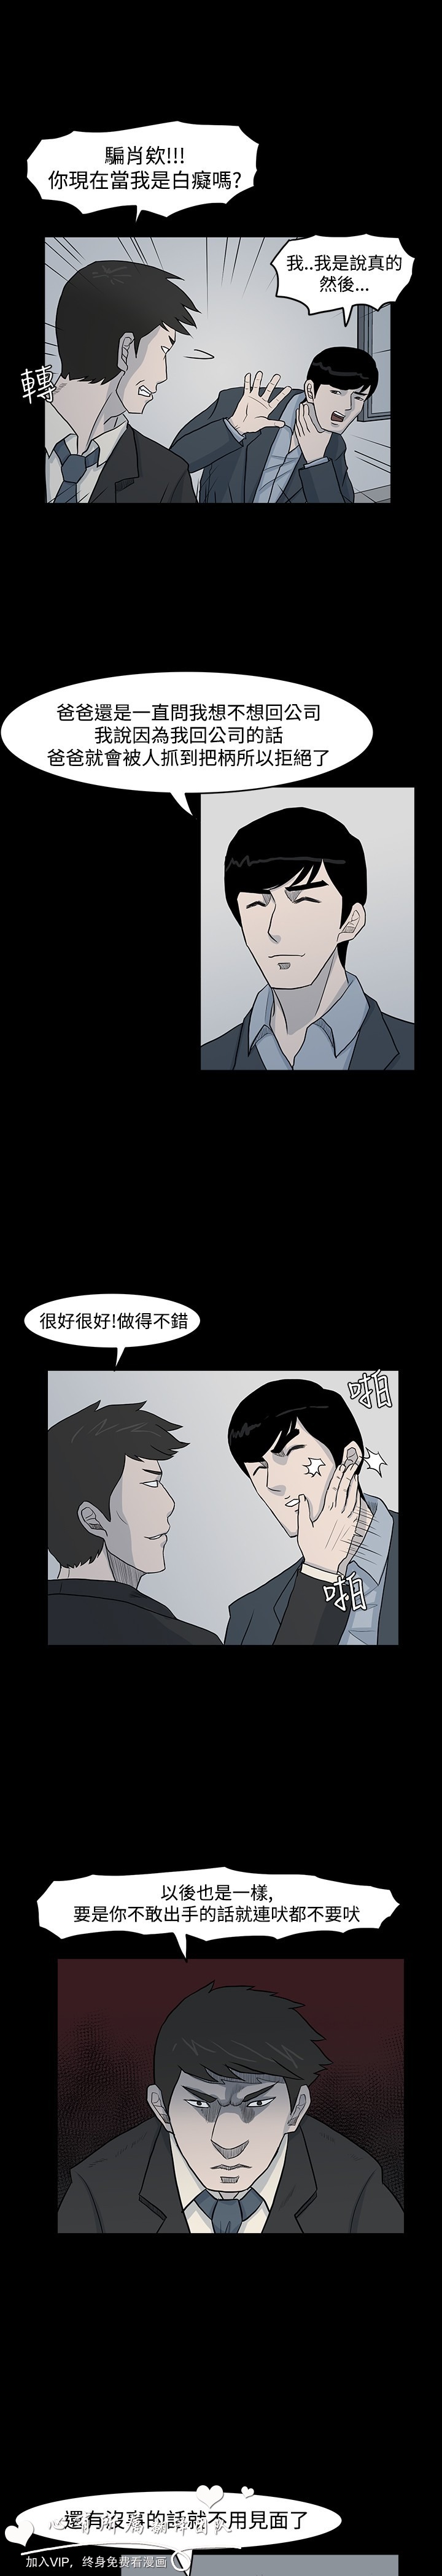 騙肖欸!!!
你現在當我是白癡嗎?
我..我是說真的
然後...
轉
爸爸還是一直問我想不想回公司
我說因為我回公司的話
爸爸就會被人抓到把柄所以拒絕了
很好很好!做得不錯
啪
啪
以後也是一樣,
要是你不敢出手的話就連吠都不要吠
還有沒事的話就不用見面了
加入VIP，终身免费看漫画